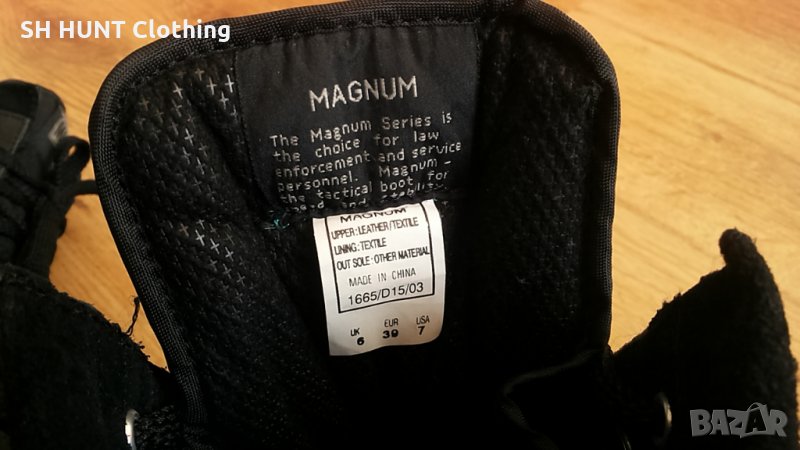 SH HUNT Clothing
MAGNUM
The Magnum Series is
the choice for law
enforcement and service
personnel. Magnum -
the tactical boot for
and stability
MAGNUM
UPPER: LEATHER/TEXTILE
LINING: TEXTILE
OUT SOLE - OTHER MATERIAL
MADE IN CHINA
1665/D15/03
UK EUR USA
6 39 7
BAZAR